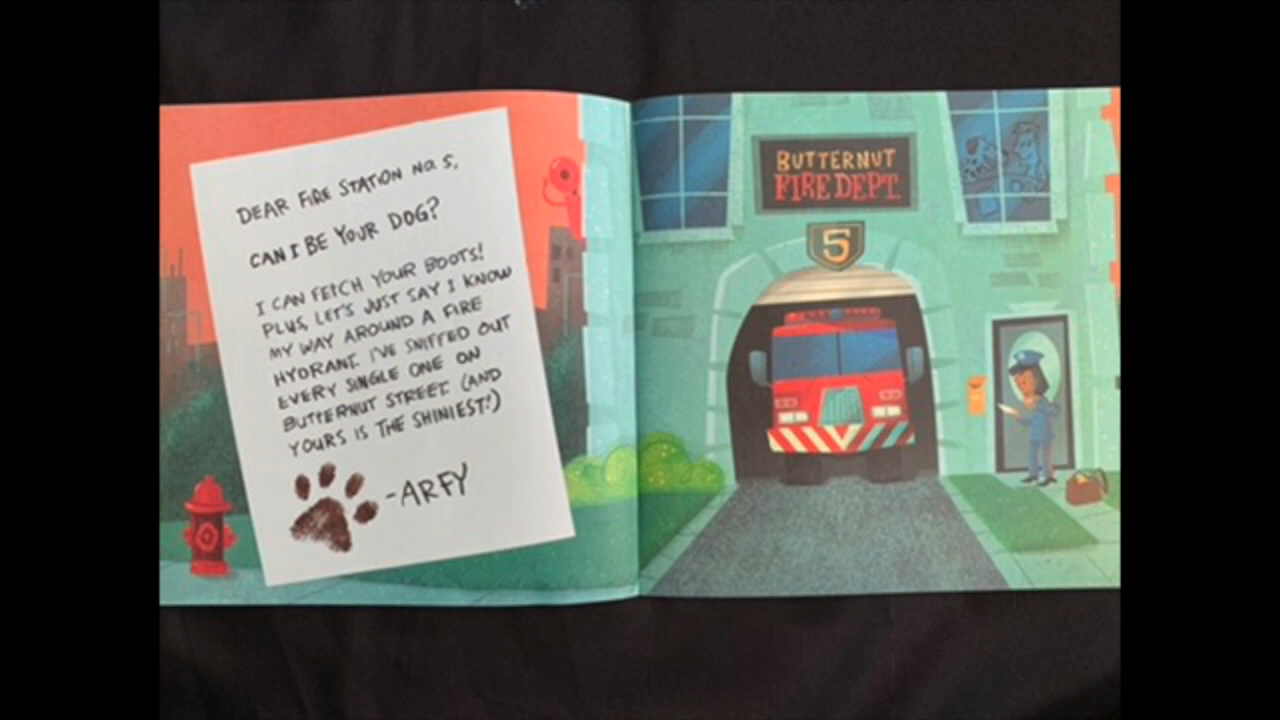 DEAR FIRE STATION NO. 5,
CAN I BE YOUR DOG?
I CAN FETCH YOUR BOOTS!
PLUS, LET'S JUST SAY I KNOW
MY WAY AROUND A FIRE
HYDRANT. I'VE SNIFFED OUT
EVERY SINGLE ONE ON
BUTTERNUT STREET. (AND
YOURS IS THE SHINIEST!)
-ARFY
BUTTERNUT
FIRE DEPT.
5